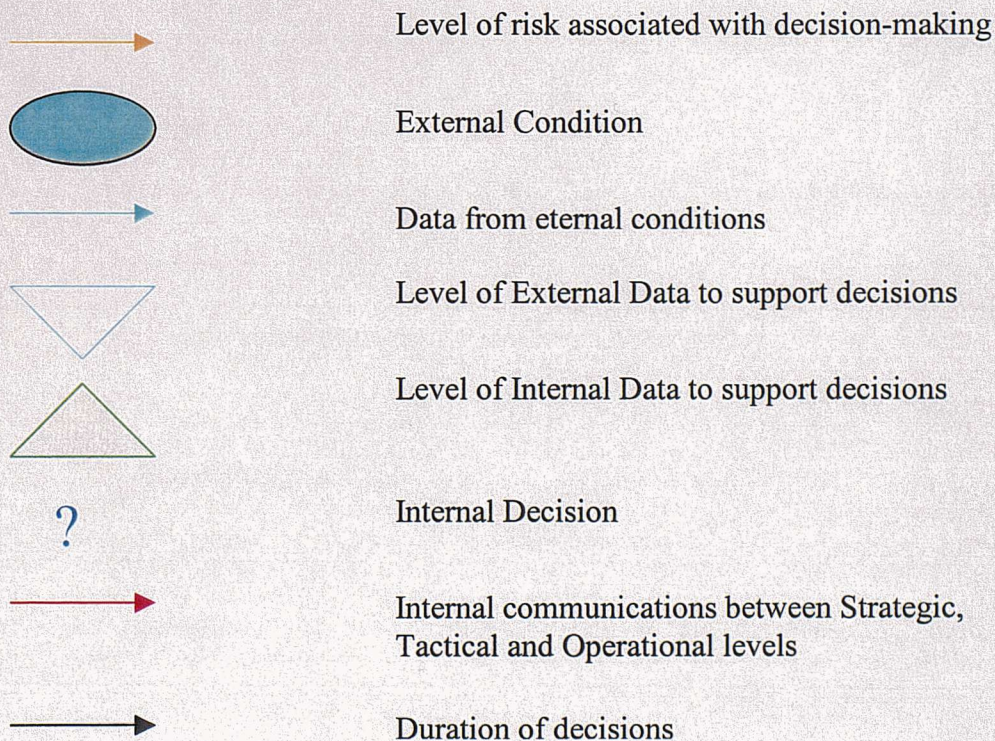 Level of risk associated with decision-making
External Condition
Data from eternal conditions
Level of External Data to support decisions
Level of Internal Data to support decisions
?
Internal Decision
Internal communications between Strategic,
Tactical and Operational levels
Duration of decisions